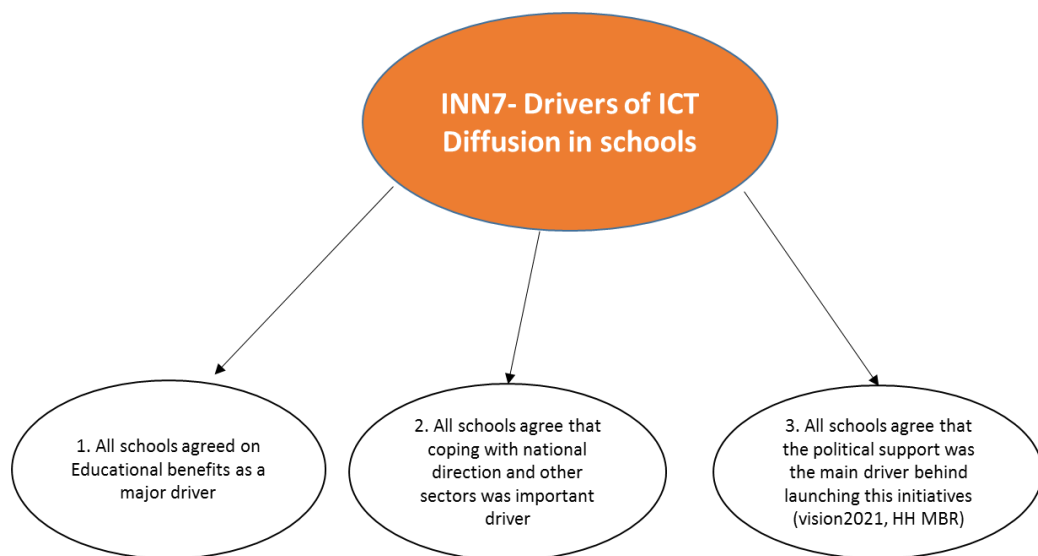 INN7- Drivers of ICT
Diffusion in schools
1. All schools agreed on
Educational benefits as a
major driver
2. All schools agree that
coping with national
direction and other
sectors was important
driver
3. All schools agree that
the political support was
the main driver behind
launching this initiatives
(vision2021, HH MBR)